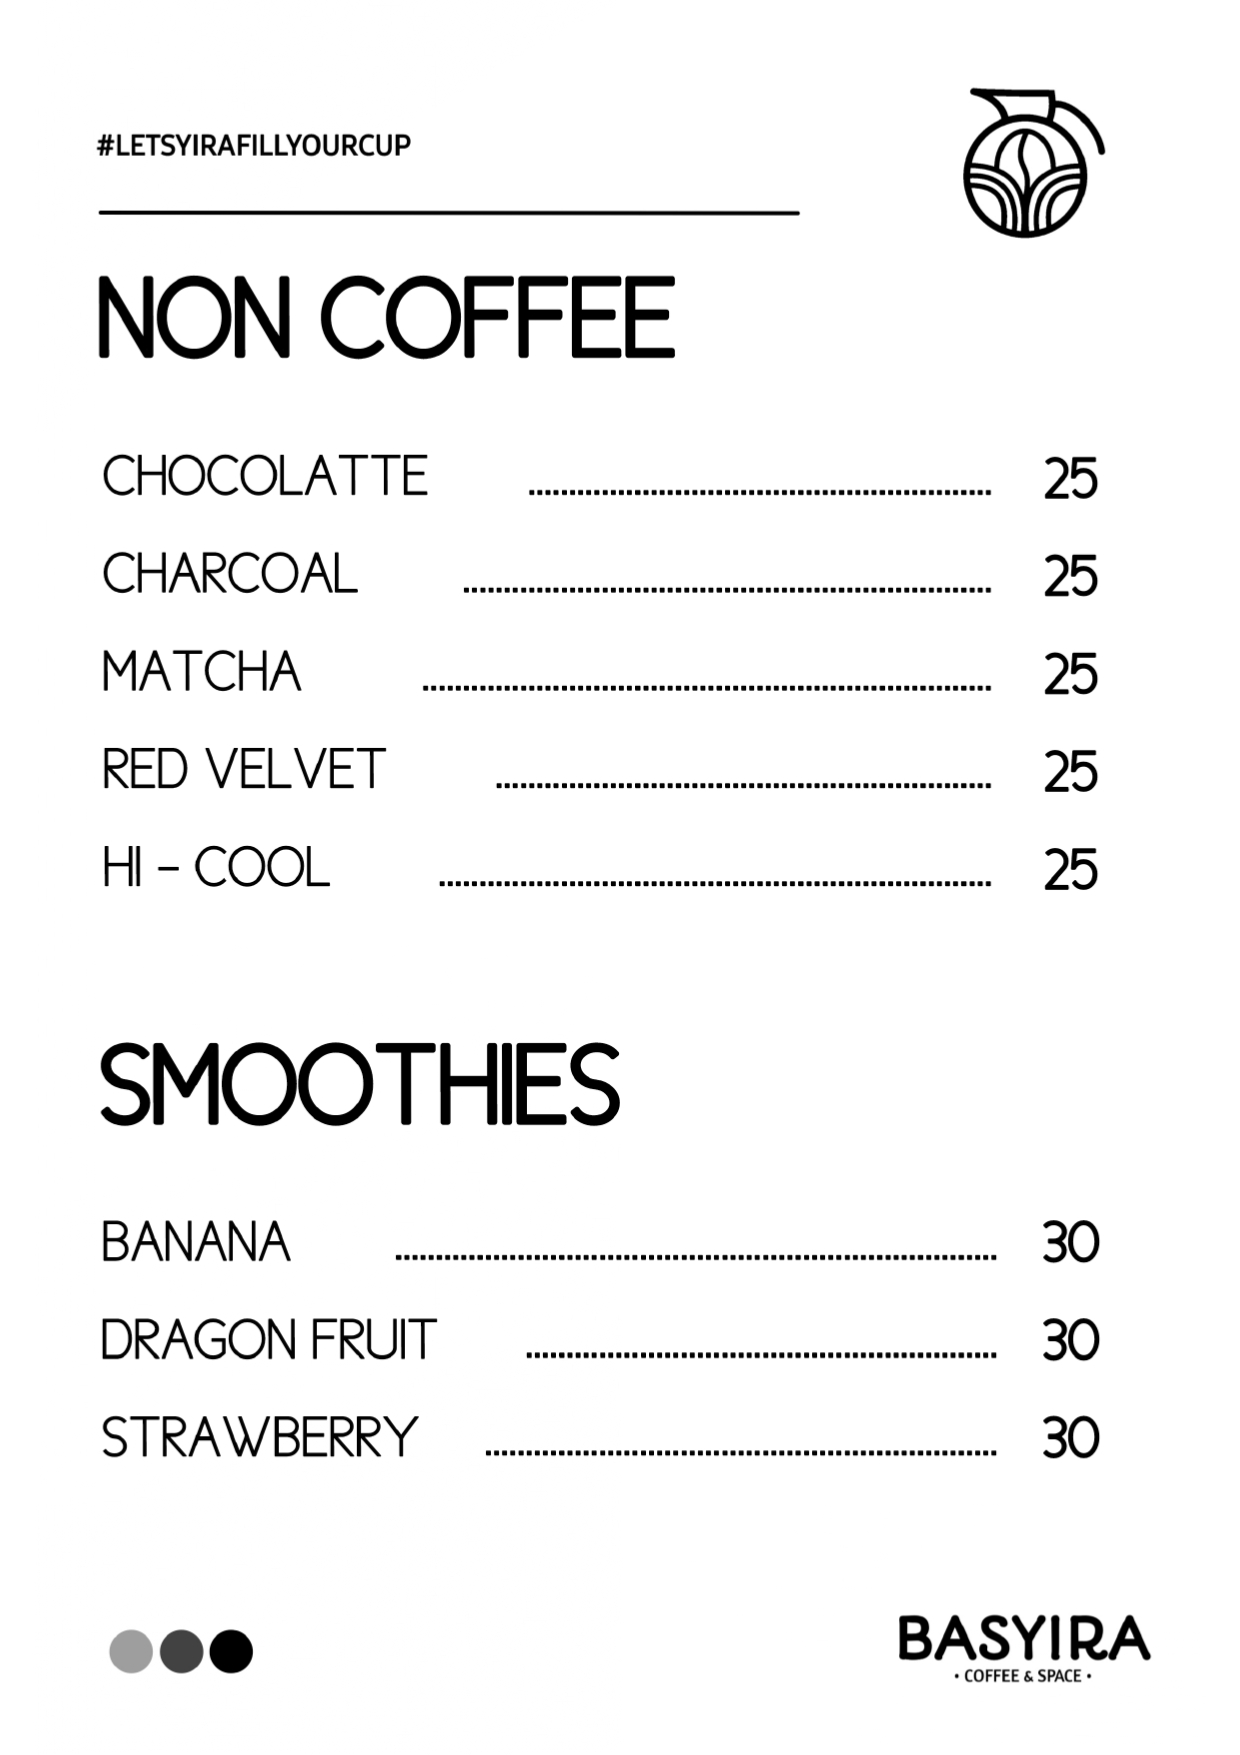 #LETSYIRAFILLYOURCUP
NON COFFEE
CHOCOLATTE ........................................ 25
CHARCOAL ........................................ 25
MATCHA ........................................ 25
RED VELVET ........................................ 25
HI – COOL ........................................ 25
SMOOTHIES
BANANA ........................................ 30
DRAGON FRUIT ........................................ 30
STRAWBERRY ........................................ 30
BASYIRA
• COFFEE & SPACE •